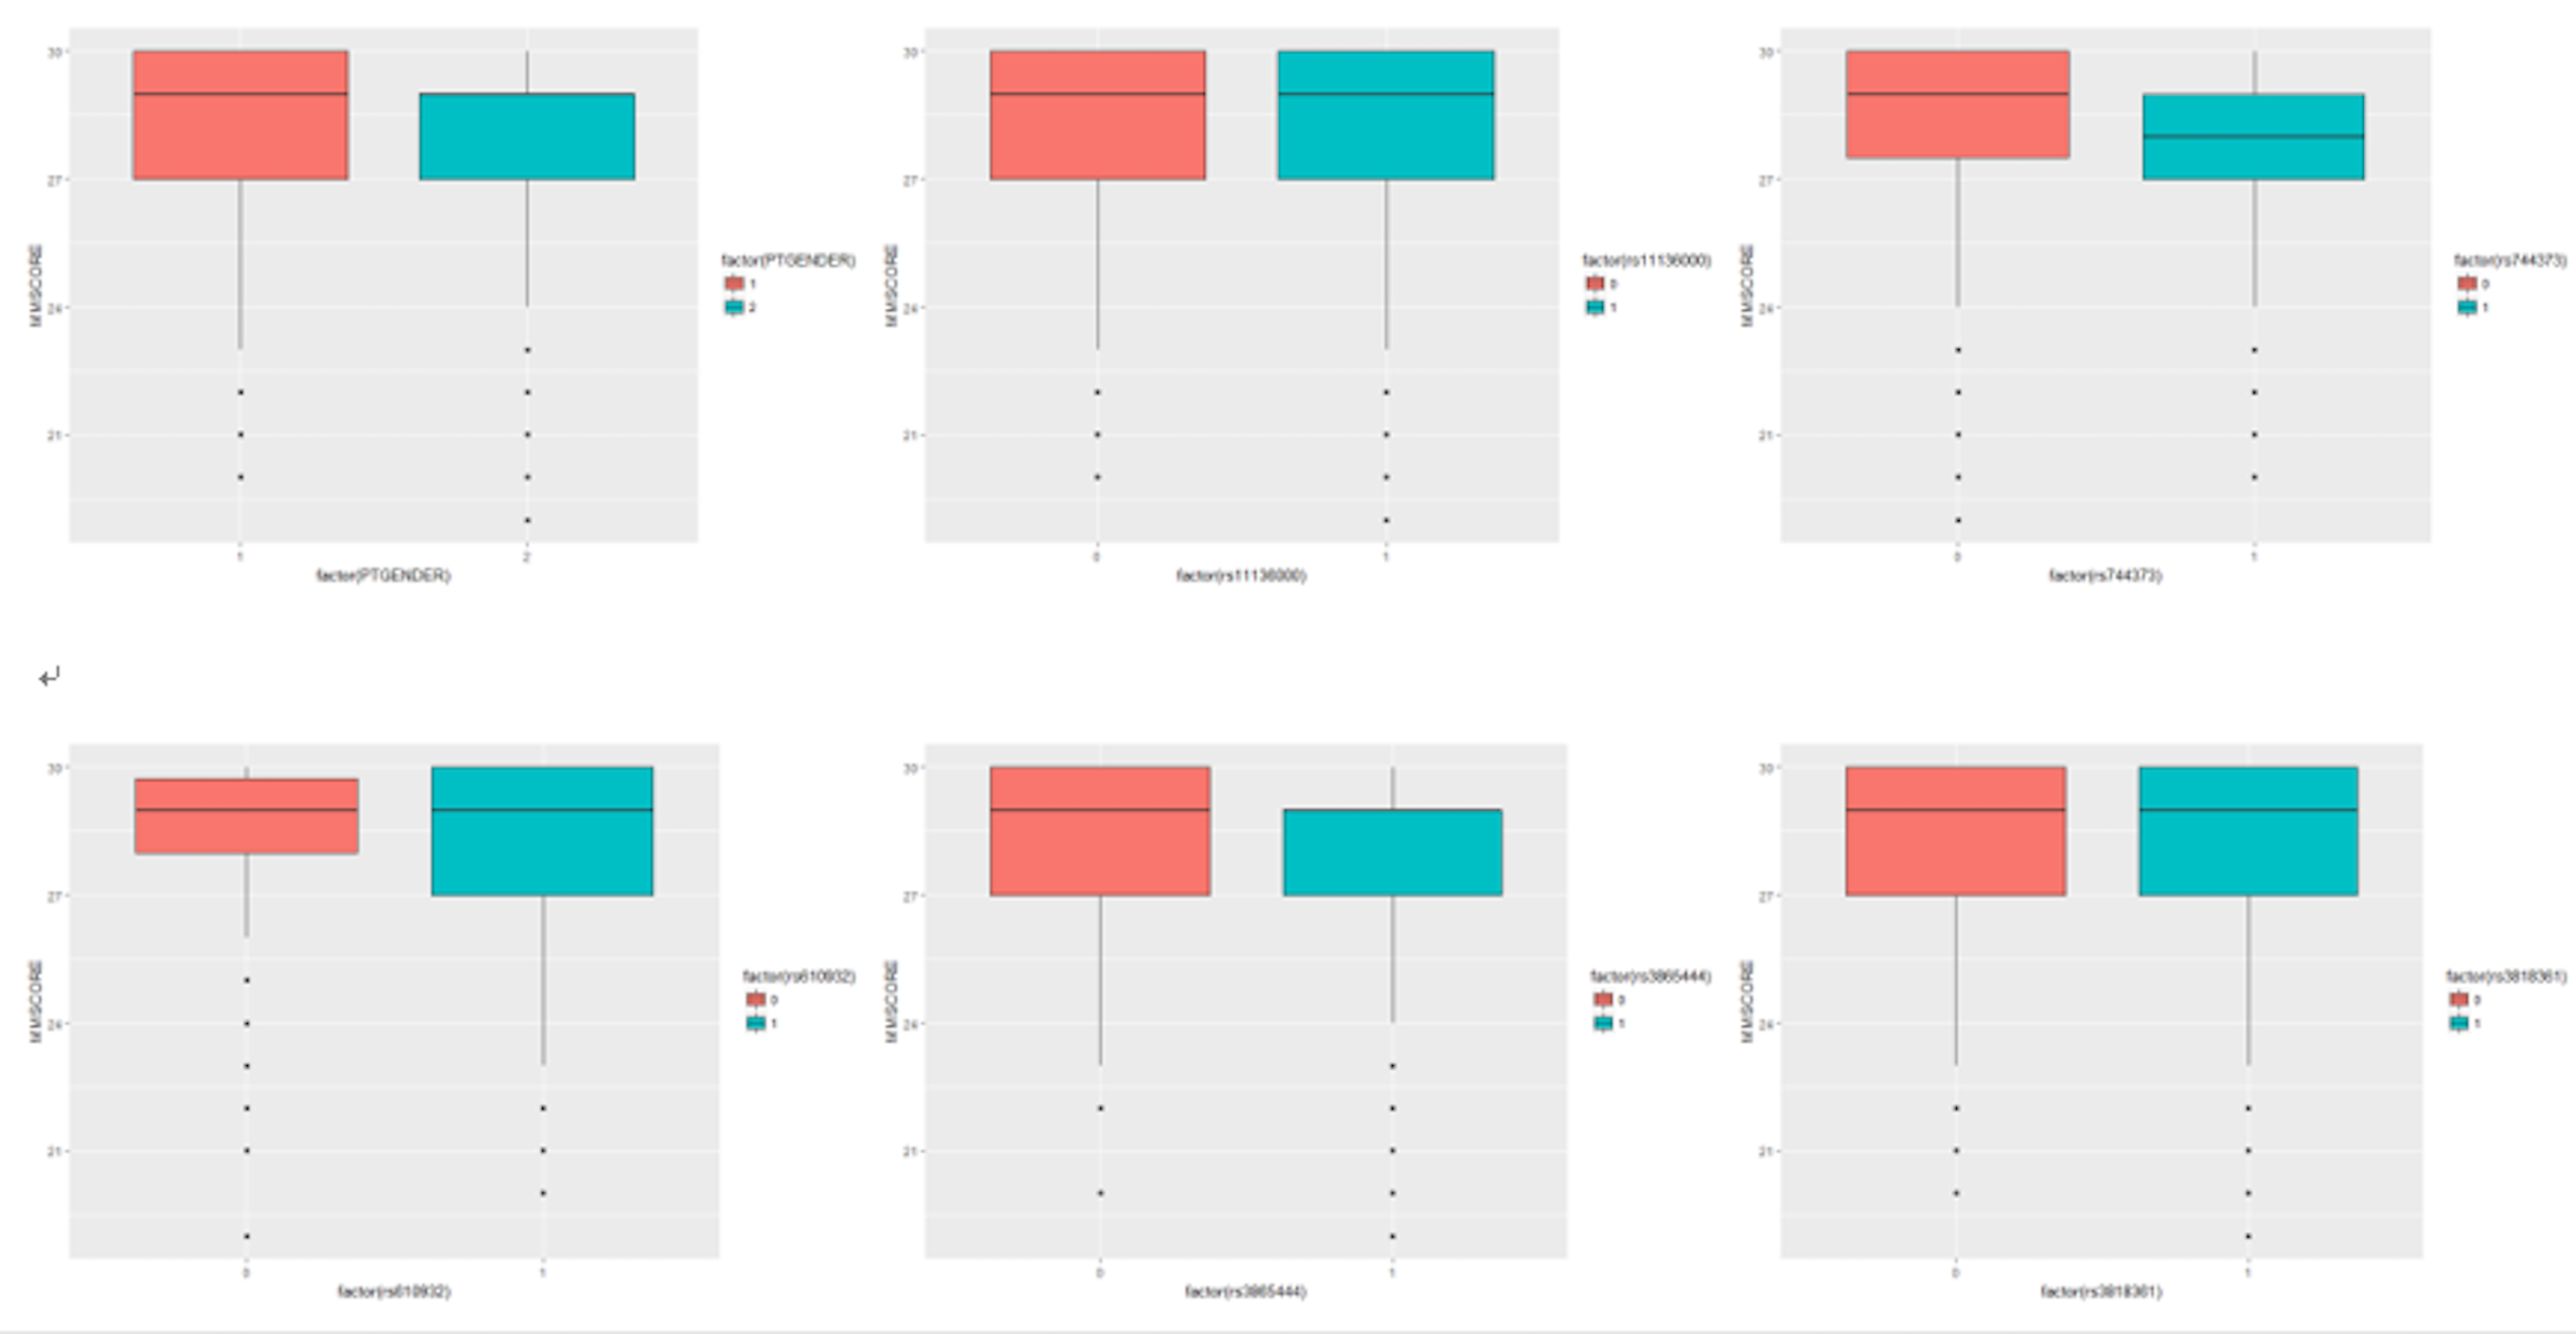 30
27
24
21
MMSCORE
1
2
factor(PTGENDER)
factor(PTGENDER)
1
2
30
27
24
21
MMSCORE
0
1
factor(rs11136000)
factor(rs11136000)
0
1
30
27
24
21
MMSCORE
0
1
factor(rs744373)
factor(rs744373)
0
1
30
27
24
21
MMSCORE
0
1
factor(rs610932)
factor(rs610932)
0
1
30
27
24
21
MMSCORE
0
1
factor(rs3865444)
factor(rs3865444)
0
1
30
27
24
21
MMSCORE
0
1
factor(rs3818361)
factor(rs3818361)
0
1